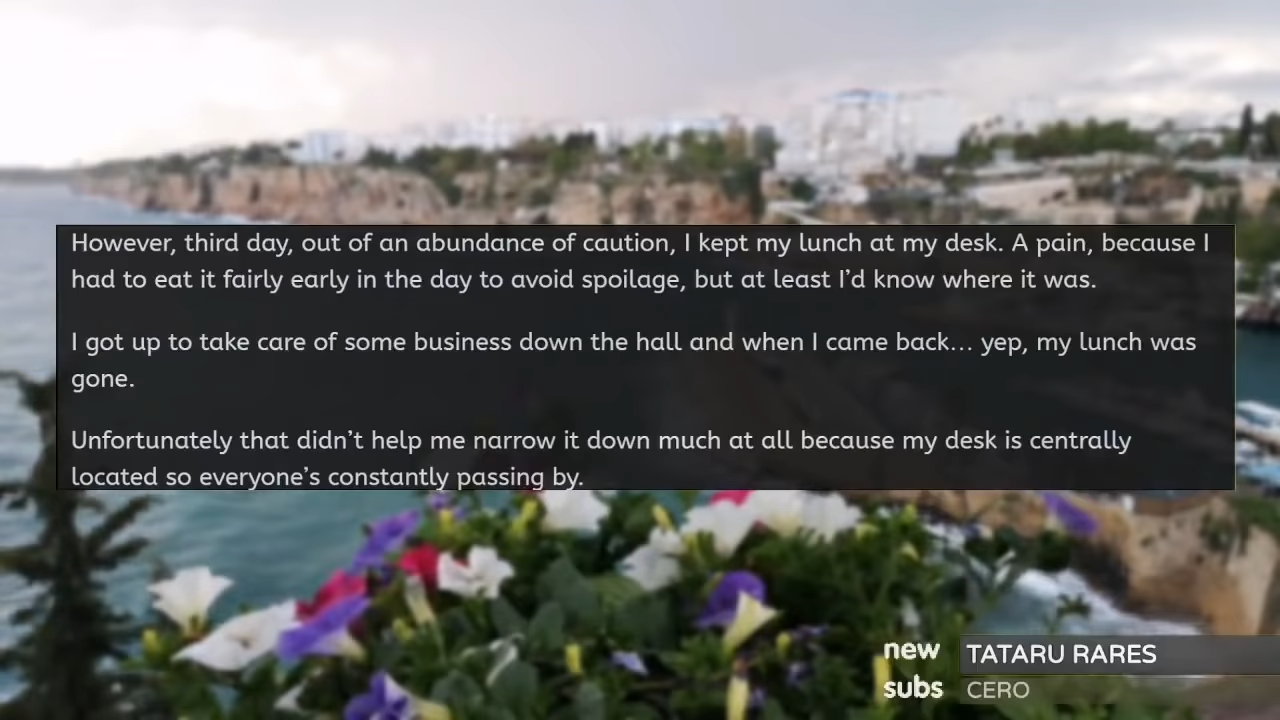 However, third day, out of an abundance of caution, I kept my lunch at my desk. A pain, because I
had to eat it fairly early in the day to avoid spoilage, but at least I’d know where it was.
I got up to take care of some business down the hall and when I came back… yep, my lunch was
gone.
Unfortunately that didn’t help me narrow it down much at all because my desk is centrally
located so everyone’s constantly passing by.
new
TATARU RARES
subs
CERO